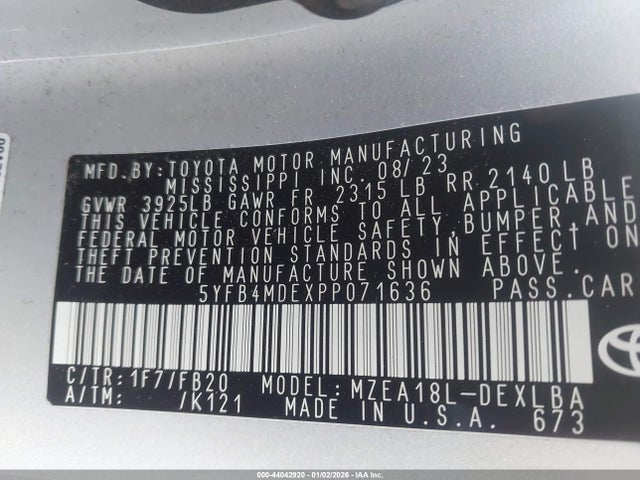 MFD. BY: TOYOTA MOTOR MANUFACTURING
MISSISSIPPI INC. 08/23
GVWR 3925LB GAWR FR 2315 LB RR 2140 LB
THIS VEHICLE CONFORMS TO ALL APPLICABLE
FEDERAL MOTOR VEHICLE SAFETY, BUMPER, AND
THEFT PREVENTION STANDARDS IN EFFECT ON
THE DATE OF MANUFACTURE SHOWN ABOVE.
5YFB4MDEXPP071636 PASS. CAR
C/TR: 1F7/FB20 MODEL: MZEA18L-DEXLBA
A/TM: /K121 MADE IN U.S.A. 673
000-44042920 - 01/02/2026 - IAAI.COM